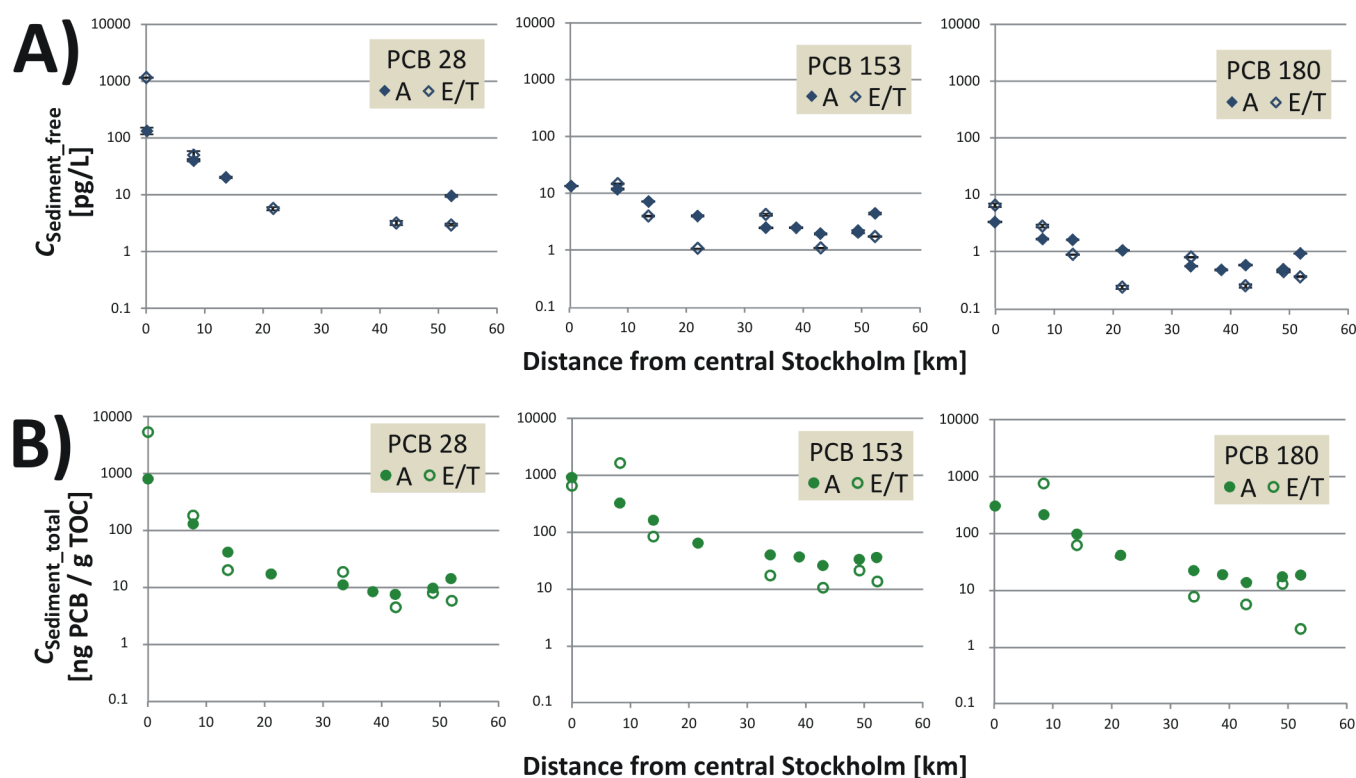 A)
C Sediment_free
[pg/L]
10000
1000
100
10
1
0.1
0 10 20 30 40 50 60
PCB 28
A E/T
10000
1000
100
10
1
0.1
0 10 20 30 40 50 60
PCB 153
A E/T
10000
1000
100
10
1
0.1
0 10 20 30 40 50 60
PCB 180
A E/T
Distance from central Stockholm [km]
B)
C Sediment_total
[ng PCB / g TOC]
10000
1000
100
10
1
0.1
0 10 20 30 40 50 60
PCB 28
A E/T
10000
1000
100
10
1
0.1
0 10 20 30 40 50 60
PCB 153
A E/T
10000
1000
100
10
1
0.1
0 10 20 30 40 50 60
PCB 180
A E/T
Distance from central Stockholm [km]